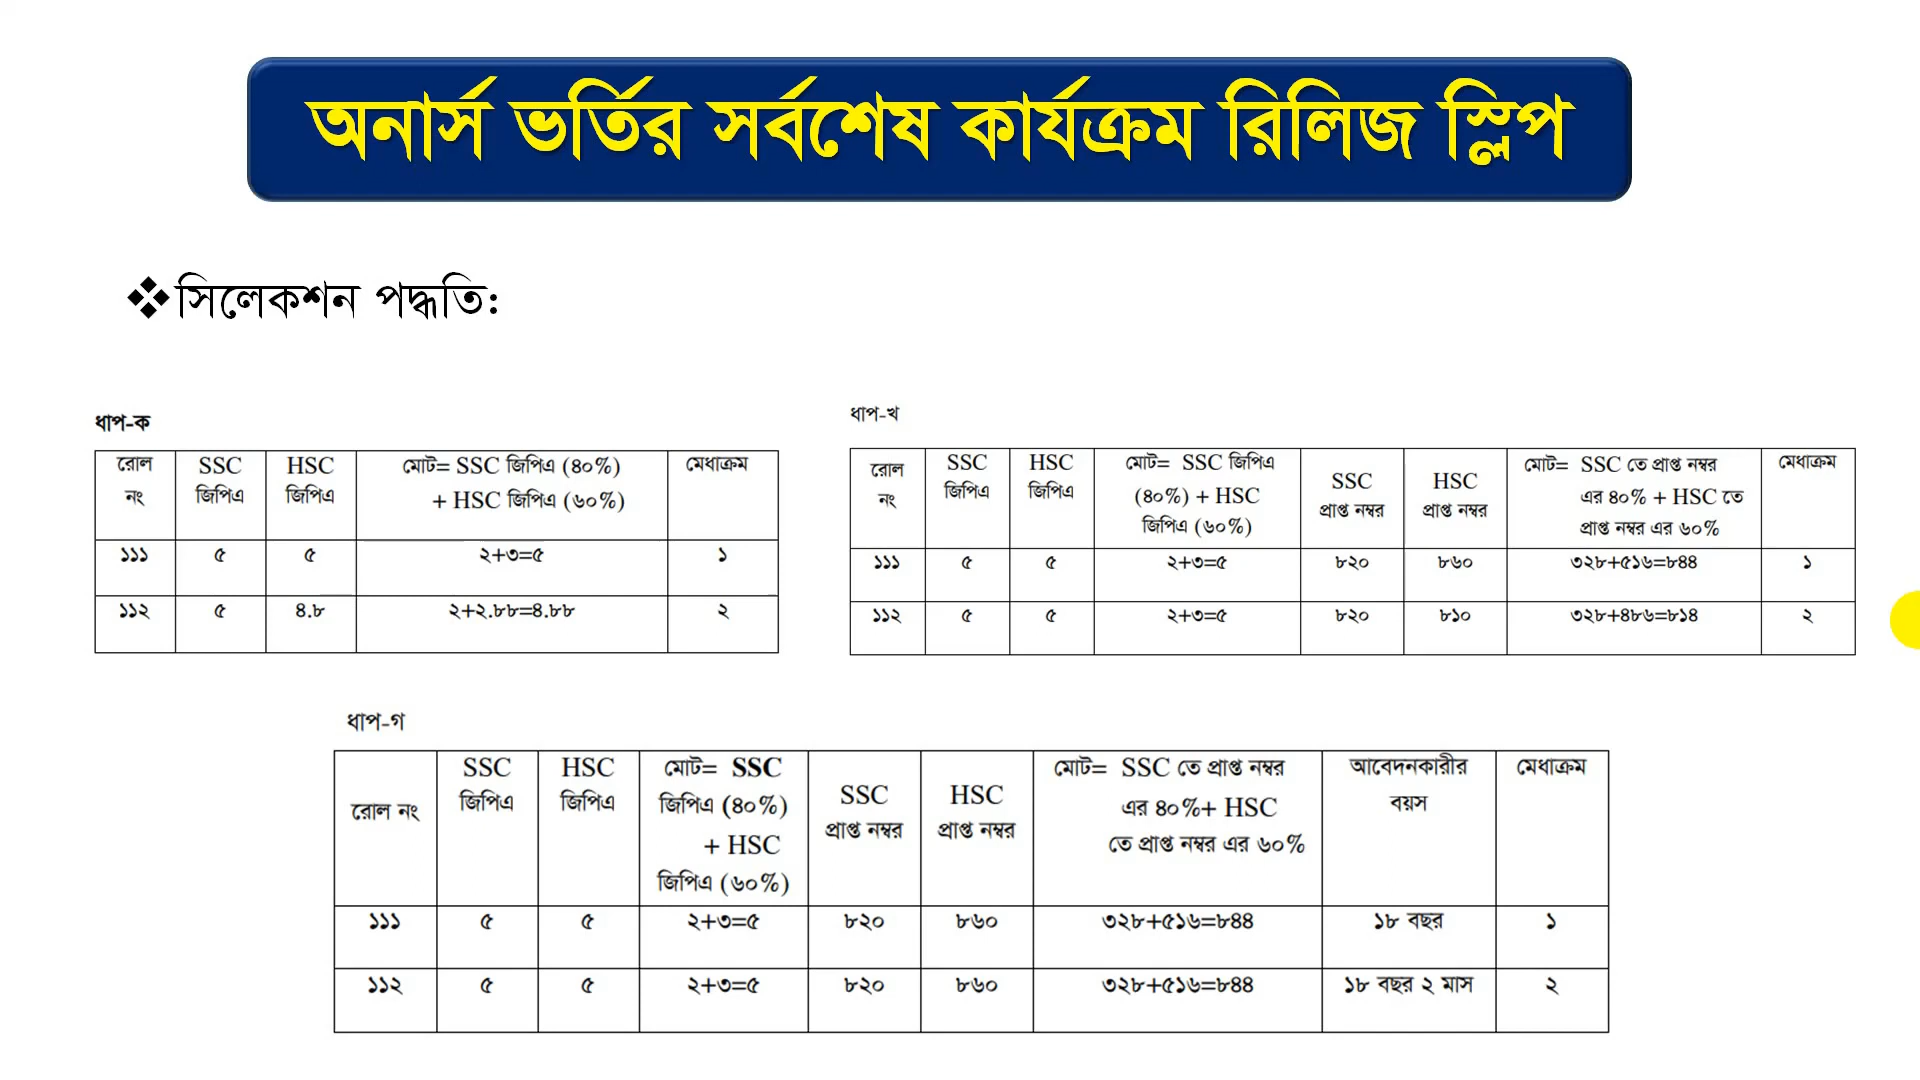 অনার্স ভর্তির সর্বশেষ কার্যক্রম রিলিজ স্লিপ
❖সিলেকশন পদ্ধতি:
ধাপ-ক
রোল নং | SSC জিপিএ | HSC জিপিএ | মোট= SSC জিপিএ (৪০%) + HSC জিপিএ (৬০%) | মেধাক্রম
১১১ | ৫ | ৫ | ২+৩=৫ | ১
১১২ | ৫ | ৪.৮ | ২+২.৮৮=৪.৮৮ | ২
ধাপ-খ
রোল নং | SSC জিপিএ | HSC জিপিএ | মোট= SSC জিপিএ (৪০%) + HSC জিপিএ (৬০%) | SSC প্রাপ্ত নম্বর | HSC প্রাপ্ত নম্বর | মোট= SSC তে প্রাপ্ত নম্বর এর ৪০% + HSC তে প্রাপ্ত নম্বর এর ৬০% | মেধাক্রম
১১১ | ৫ | ৫ | ২+৩=৫ | ৮২০ | ৮৬০ | ৩২৮+৫১৬=৮৪৪ | ১
১১২ | ৫ | ৫ | ২+৩=৫ | ৮২০ | ৮১০ | ৩২৮+৪৮৬=৮১৪ | ২
ধাপ-গ
রোল নং | SSC জিপিএ | HSC জিপিএ | মোট= SSC জিপিএ (৪০%) + HSC জিপিএ (৬০%) | SSC প্রাপ্ত নম্বর | HSC প্রাপ্ত নম্বর | মোট= SSC তে প্রাপ্ত নম্বর এর ৪০%+ HSC তে প্রাপ্ত নম্বর এর ৬০% | আবেদনকারীর বয়স | মেধাক্রম
১১১ | ৫ | ৫ | ২+৩=৫ | ৮২০ | ৮৬০ | ৩২৮+৫১৬=৮৪৪ | ১৮ বছর | ১
১১২ | ৫ | ৫ | ২+৩=৫ | ৮২০ | ৮৬০ | ৩২৮+৫১৬=৮৪৪ | ১৮ বছর ২ মাস | ২